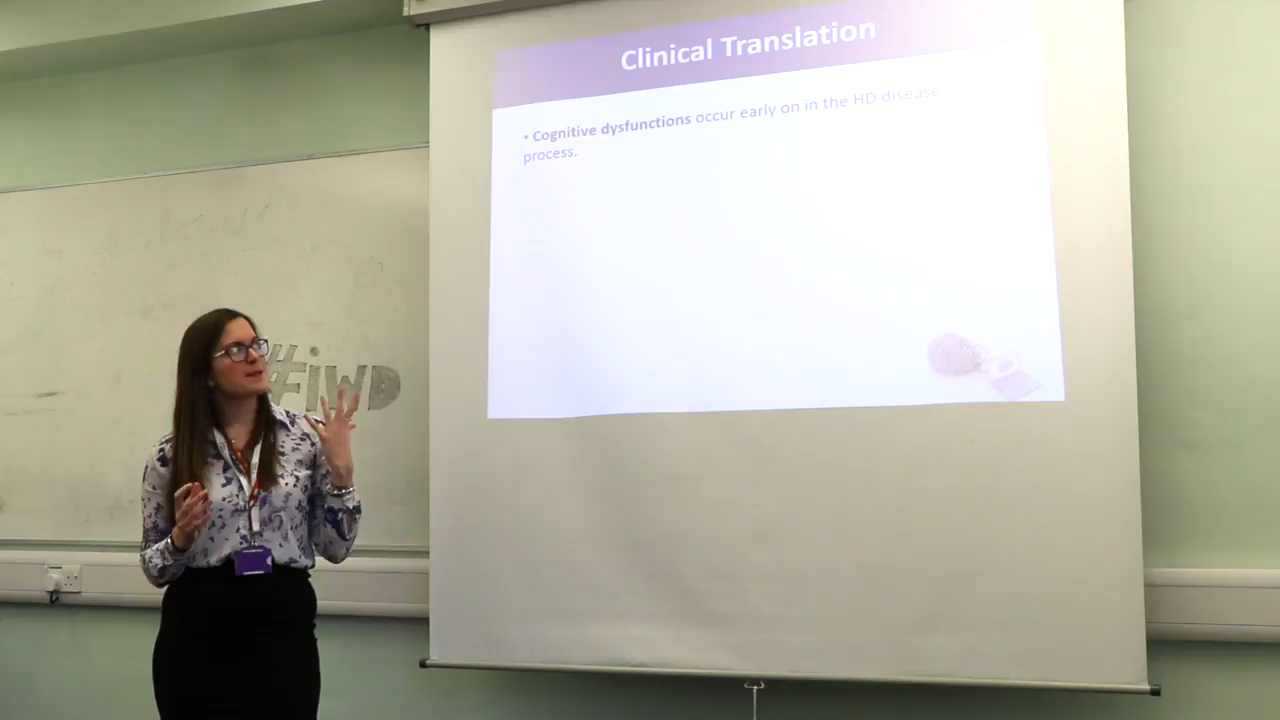 Clinical Translation
• Cognitive dysfunctions occur early on in the HD disease
process.
#iWD